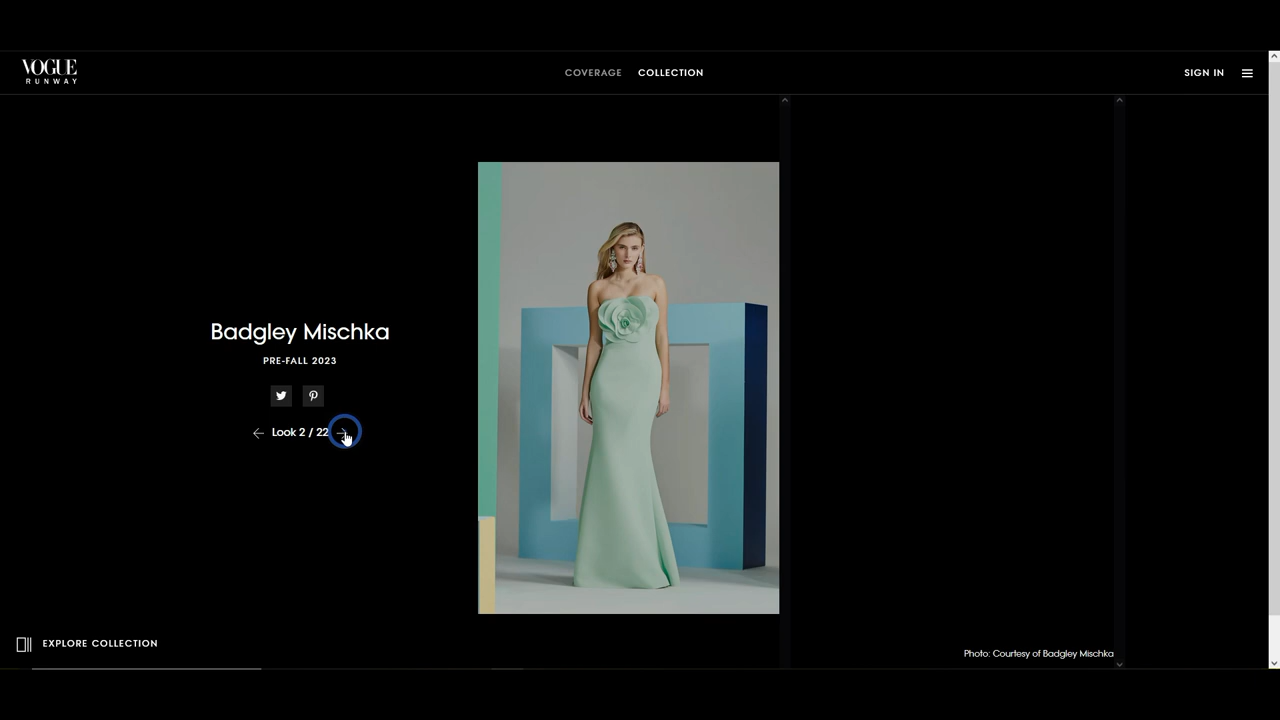 VOGUE
RUNWAY
COVERAGE
COLLECTION
SIGN IN
Badgley Mischka
PRE-FALL 2023
Look 2 / 22
EXPLORE COLLECTION
Photo: Courtesy of Badgley Mischka